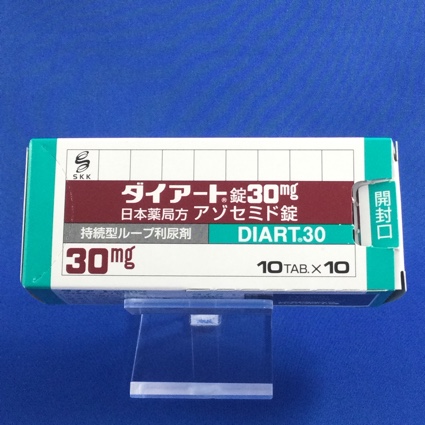 SKK
ダイアート®錠30mg
日本薬局方 アゾセミド錠
持続型ループ利尿剤 DIART.30
30mg 10TAB.×10
開封口